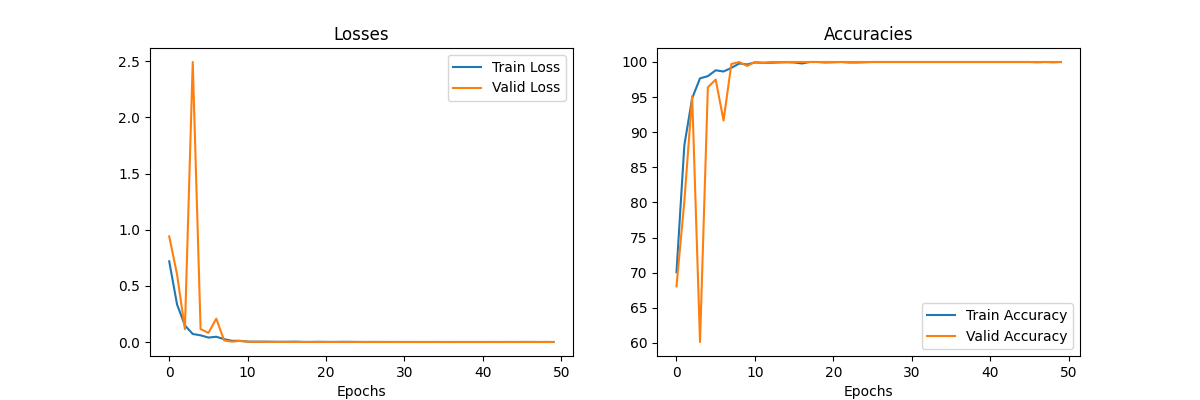 Losses
Train Loss
Valid Loss
2.5
2.0
1.5
1.0
0.5
0.0
0 10 20 30 40 50
Epochs
Accuracies
100
95
90
85
80
75
70
65
60
Train Accuracy
Valid Accuracy
0 10 20 30 40 50
Epochs